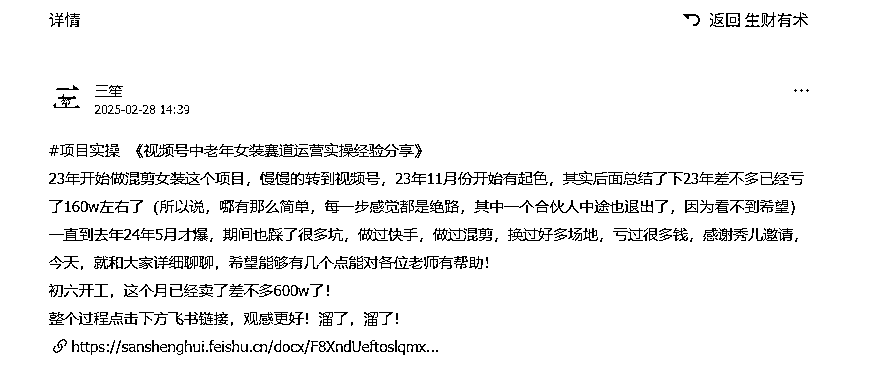 详情
返回 生财有术
三笙
2025-02-28 14:39
#项目实操 《视频号中老年女装赛道运营实操经验分享》
23年开始做混剪女装这个项目，慢慢的转到视频号，23年11月份开始有起色，其实后面总结了下23年差不多已经亏
了160w左右了（所以说，哪有那么简单，每一步感觉都是绝路，其中一个合伙人中途也退出了，因为看不到希望）
一直到去年24年5月才爆，期间也踩了很多坑，做过快手，做过混剪，换过好多场地，亏过很多钱，感谢秀儿邀请，
今天，就和大家详细聊聊，希望能够有几个点能对各位老师有帮助！
初六开工，这个月已经卖了差不多600w了！
整个过程点击下方飞书链接，观感更好！溜了，溜了！
https://sanshenghui.feishu.cn/docx/F8XndUeftoslqmx...